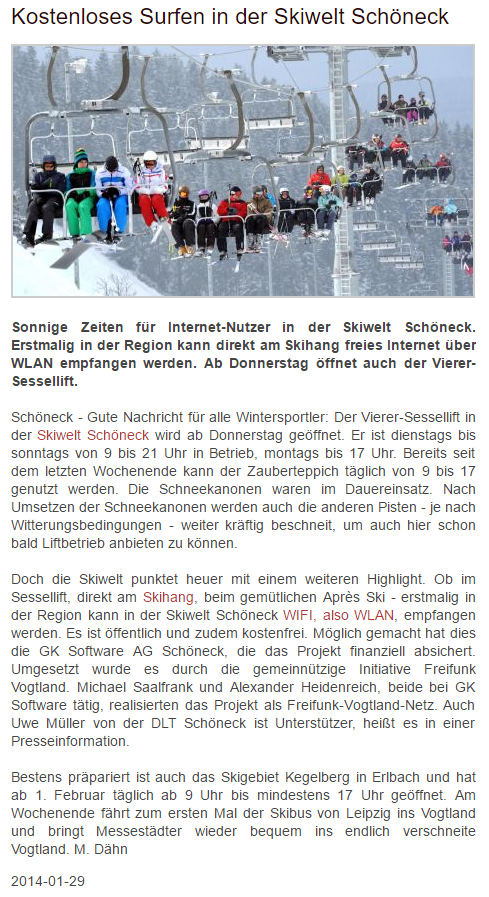 Kostenloses Surfen in der Skiwelt Schöneck
Sonnige Zeiten für Internet-Nutzer in der Skiwelt Schöneck.
Erstmalig in der Region kann direkt am Skihang freies Internet über
WLAN empfangen werden. Ab Donnerstag öffnet auch der Vierer-
Sessellift.
Schöneck - Gute Nachricht für alle Wintersportler: Der Vierer-Sessellift in
der Skiwelt Schöneck wird ab Donnerstag geöffnet. Er ist dienstags bis
sonntags von 9 bis 21 Uhr in Betrieb, montags bis 17 Uhr. Bereits seit
dem letzten Wochenende kann der Zauberteppich täglich von 9 bis 17
genutzt werden. Die Schneekanonen waren im Dauereinsatz. Nach
Umsetzen der Schneekanonen werden auch die anderen Pisten - je nach
Witterungsbedingungen - weiter kräftig beschneit, um auch hier schon
bald Liftbetrieb anbieten zu können.
Doch die Skiwelt punktet heuer mit einem weiteren Highlight. Ob im
Sessellift, direkt am Skihang, beim gemütlichen Après Ski - erstmalig in
der Region kann in der Skiwelt Schöneck WIFI, also WLAN, empfangen
werden. Es ist öffentlich und zudem kostenfrei. Möglich gemacht hat dies
die GK Software AG Schöneck, die das Projekt finanziell absichert.
Umgesetzt wurde es durch die gemeinnützige Initiative Freifunk
Vogtland. Michael Saalfrank und Alexander Heidenreich, beide bei GK
Software tätig, realisierten das Projekt als Freifunk-Vogtland-Netz. Auch
Uwe Müller von der DLT Schöneck ist Unterstützer, heißt es in einer
Presseinformation.
Bestens präpariert ist auch das Skigebiet Kegelberg in Erlbach und hat
ab 1. Februar täglich ab 9 Uhr bis mindestens 17 Uhr geöffnet. Am
Wochenende fährt zum ersten Mal der Skibus von Leipzig ins Vogtland
und bringt Messestädter wieder bequem ins endlich verschneite
Vogtland. M. Dähn
2014-01-29